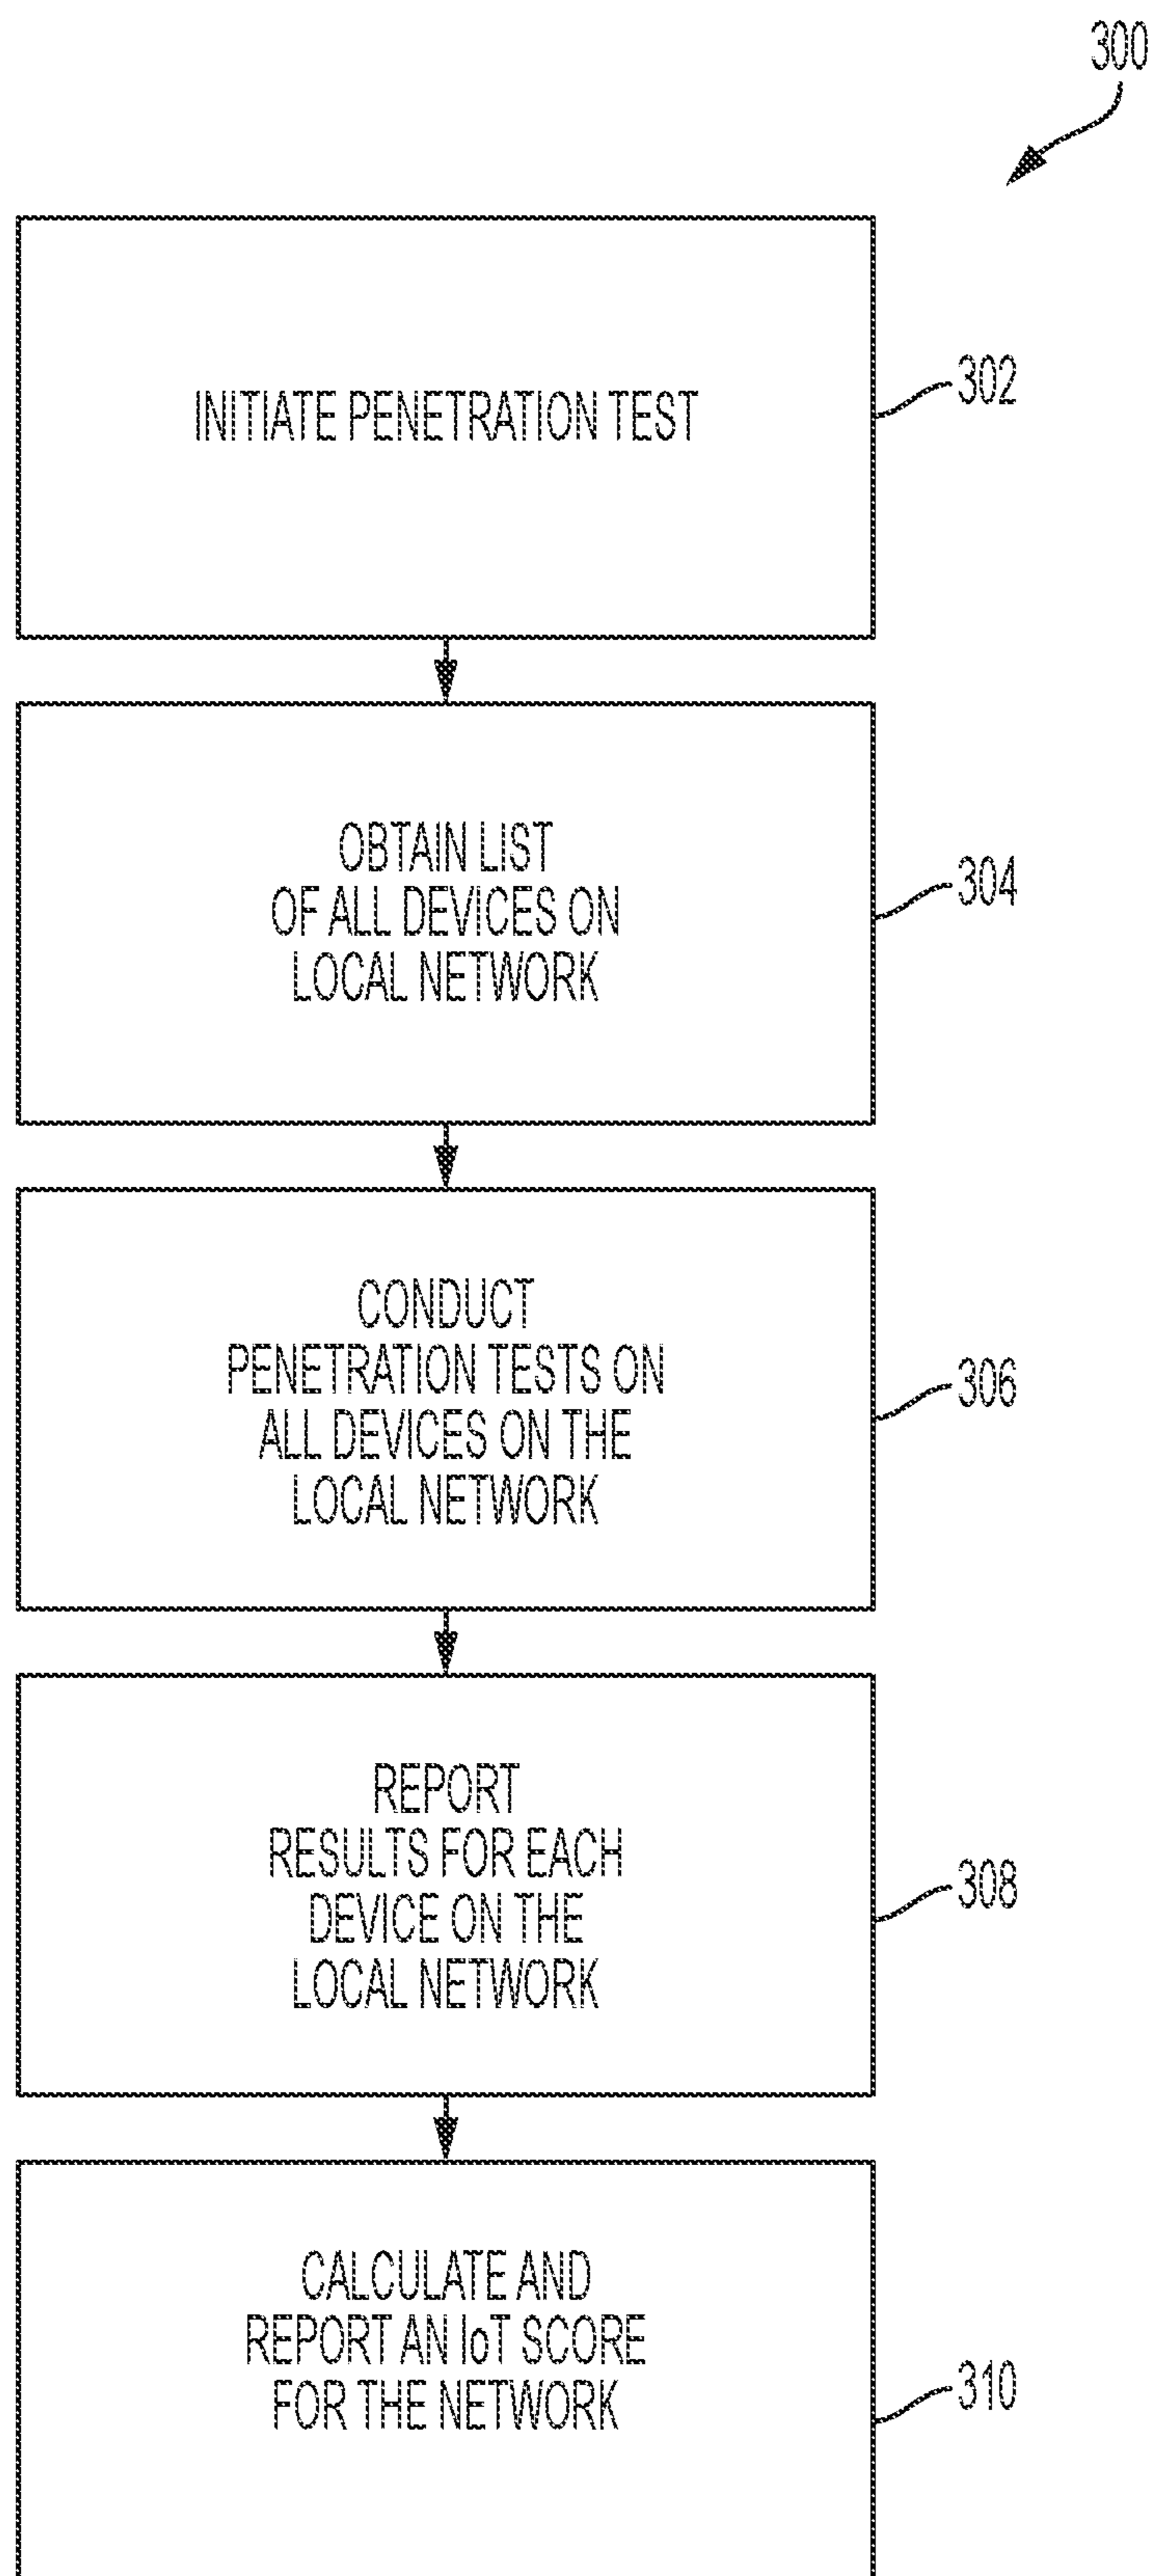 300
INITIATE PENETRATION TEST
302
OBTAIN LIST
OF ALL DEVICES ON
LOCAL NETWORK
304
CONDUCT
PENETRATION TESTS ON
ALL DEVICES ON THE
LOCAL NETWORK
306
REPORT
RESULTS FOR EACH
DEVICE ON THE
LOCAL NETWORK
308
CALCULATE AND
REPORT AN IoT SCORE
FOR THE NETWORK
310